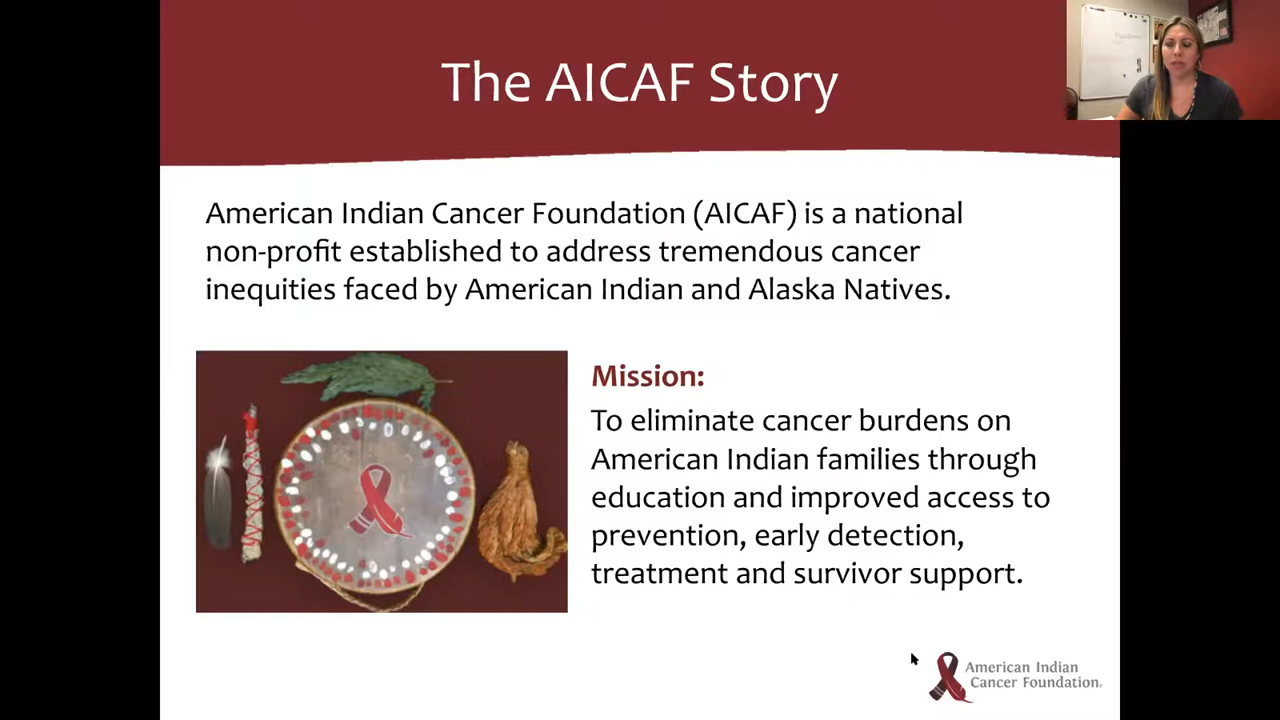 The AICAF Story
American Indian Cancer Foundation (AICAF) is a national
non-profit established to address tremendous cancer
inequities faced by American Indian and Alaska Natives.
Mission:
To eliminate cancer burdens on
American Indian families through
education and improved access to
prevention, early detection,
treatment and survivor support.
American Indian
Cancer Foundation®